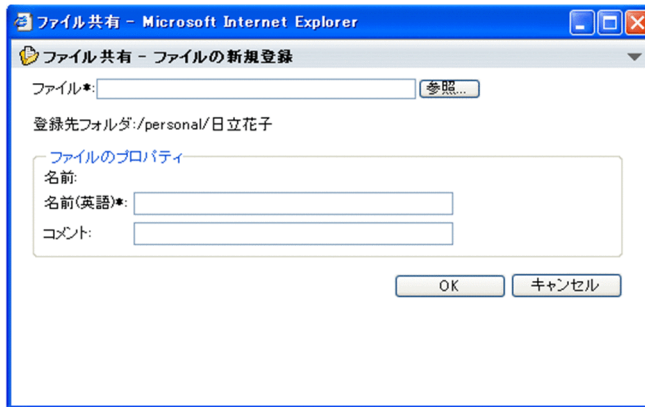 ファイル共有 - Microsoft Internet Explorer
ファイル共有 - ファイルの新規登録
ファイル*: 参照...
登録先フォルダ:/personal/日立花子
ファイルのプロパティ
名前:
名前(英語)*:
コメント:
OK キャンセル